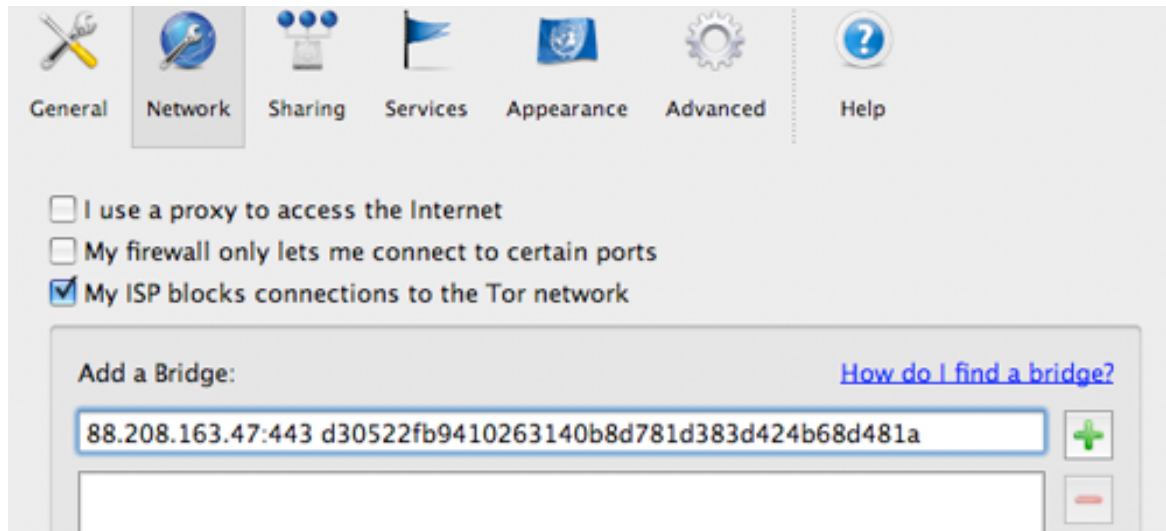 General Network Sharing Services Appearance Advanced Help
I use a proxy to access the Internet
My firewall only lets me connect to certain ports
My ISP blocks connections to the Tor network
Add a Bridge: How do I find a bridge?
88.208.163.47:443 d30522fb9410263140b8d781d383d424b68d481a